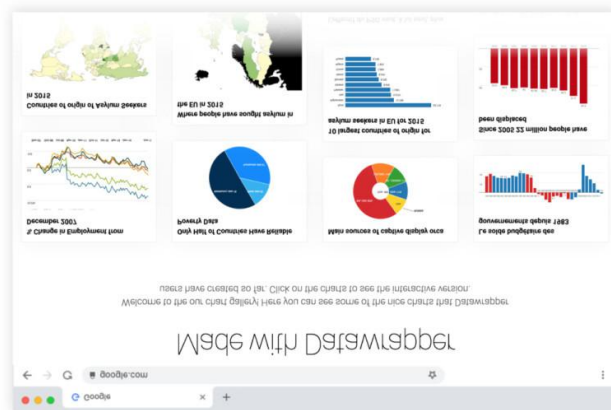 Google
google.com
Made with Datawrapper
Welcome to the our chart gallery! Here you can see some of the nice charts that Datawrapper
users have created so far. Click on the charts to see the interactive version.
% Change in Employment from
December 2007
Only Half of Countries Have Reliable
Poverty Data
Main sources of captive display orca
Le solde budgétaire des
gouvernements depuis 1983
Countries of origin of Asylum Seekers
in 2015
Where people have sought asylum in
the EU in 2015
10 largest countries of origin for
asylum seekers in EU for 2015
Since 2005 22 million people have
been displaced